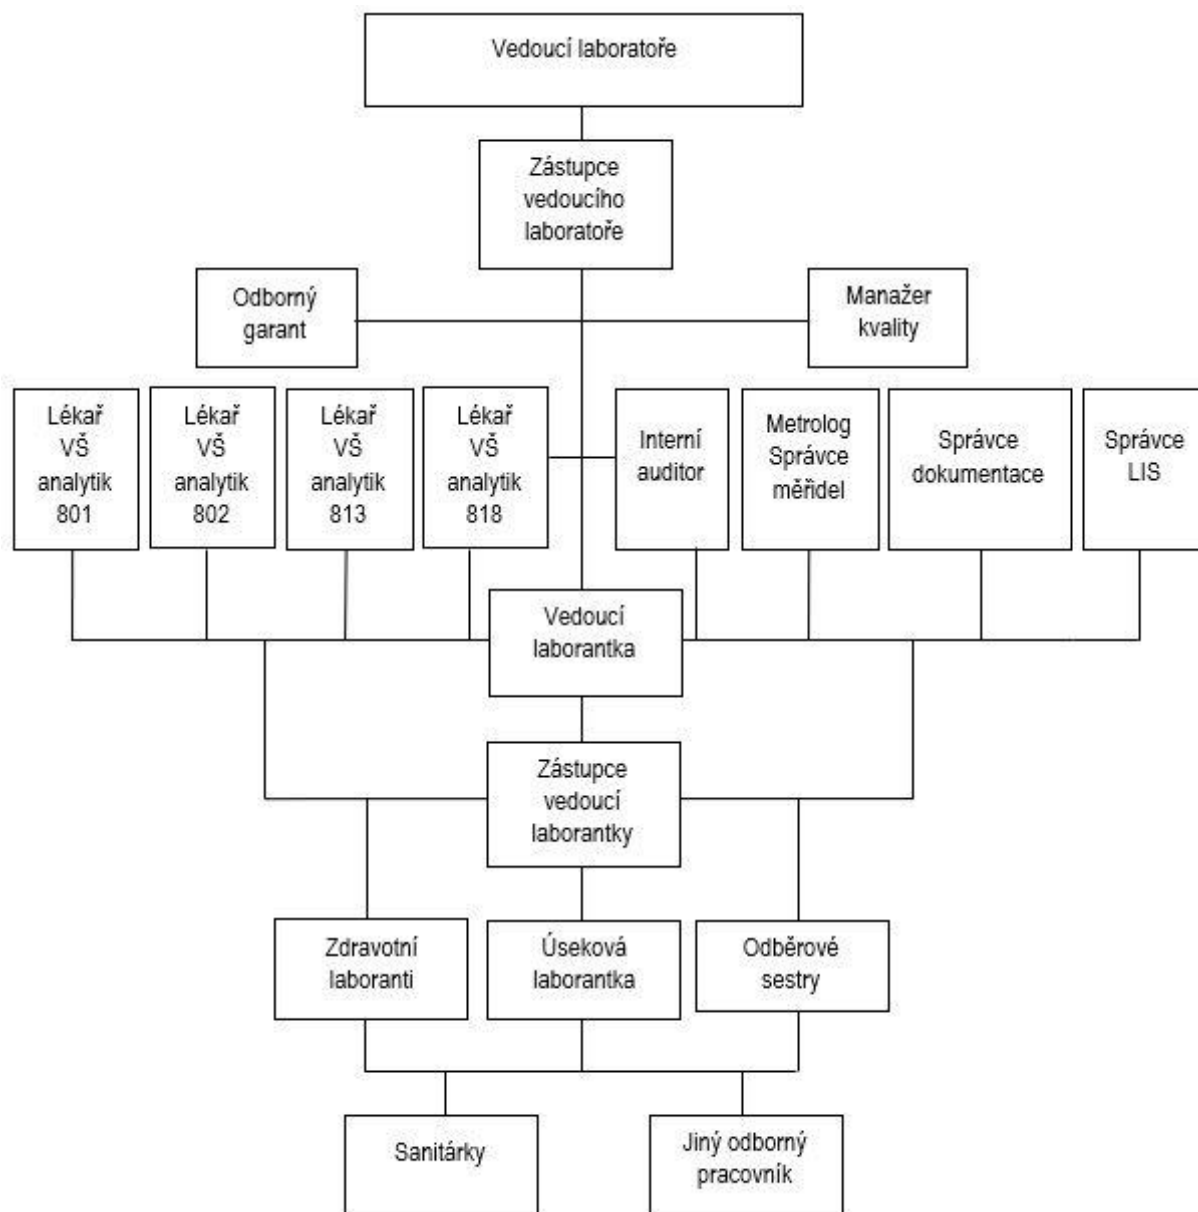 Vedoucí laboratoře
Zástupce
vedoucího
laboratoře
Odborný
garant
Manažer
kvality
Lékař
VŠ
analytik
801
Lékař
VŠ
analytik
802
Lékař
VŠ
analytik
813
Lékař
VŠ
analytik
818
Interní
auditor
Metrolog
Správce
měřidel
Správce
dokumentace
Správce
LIS
Vedoucí
laborantka
Zástupce
vedoucí
laborantky
Zdravotní
laboranti
Úseková
laborantka
Odběrové
sestry
Sanitárky
Jiný odborný
pracovník